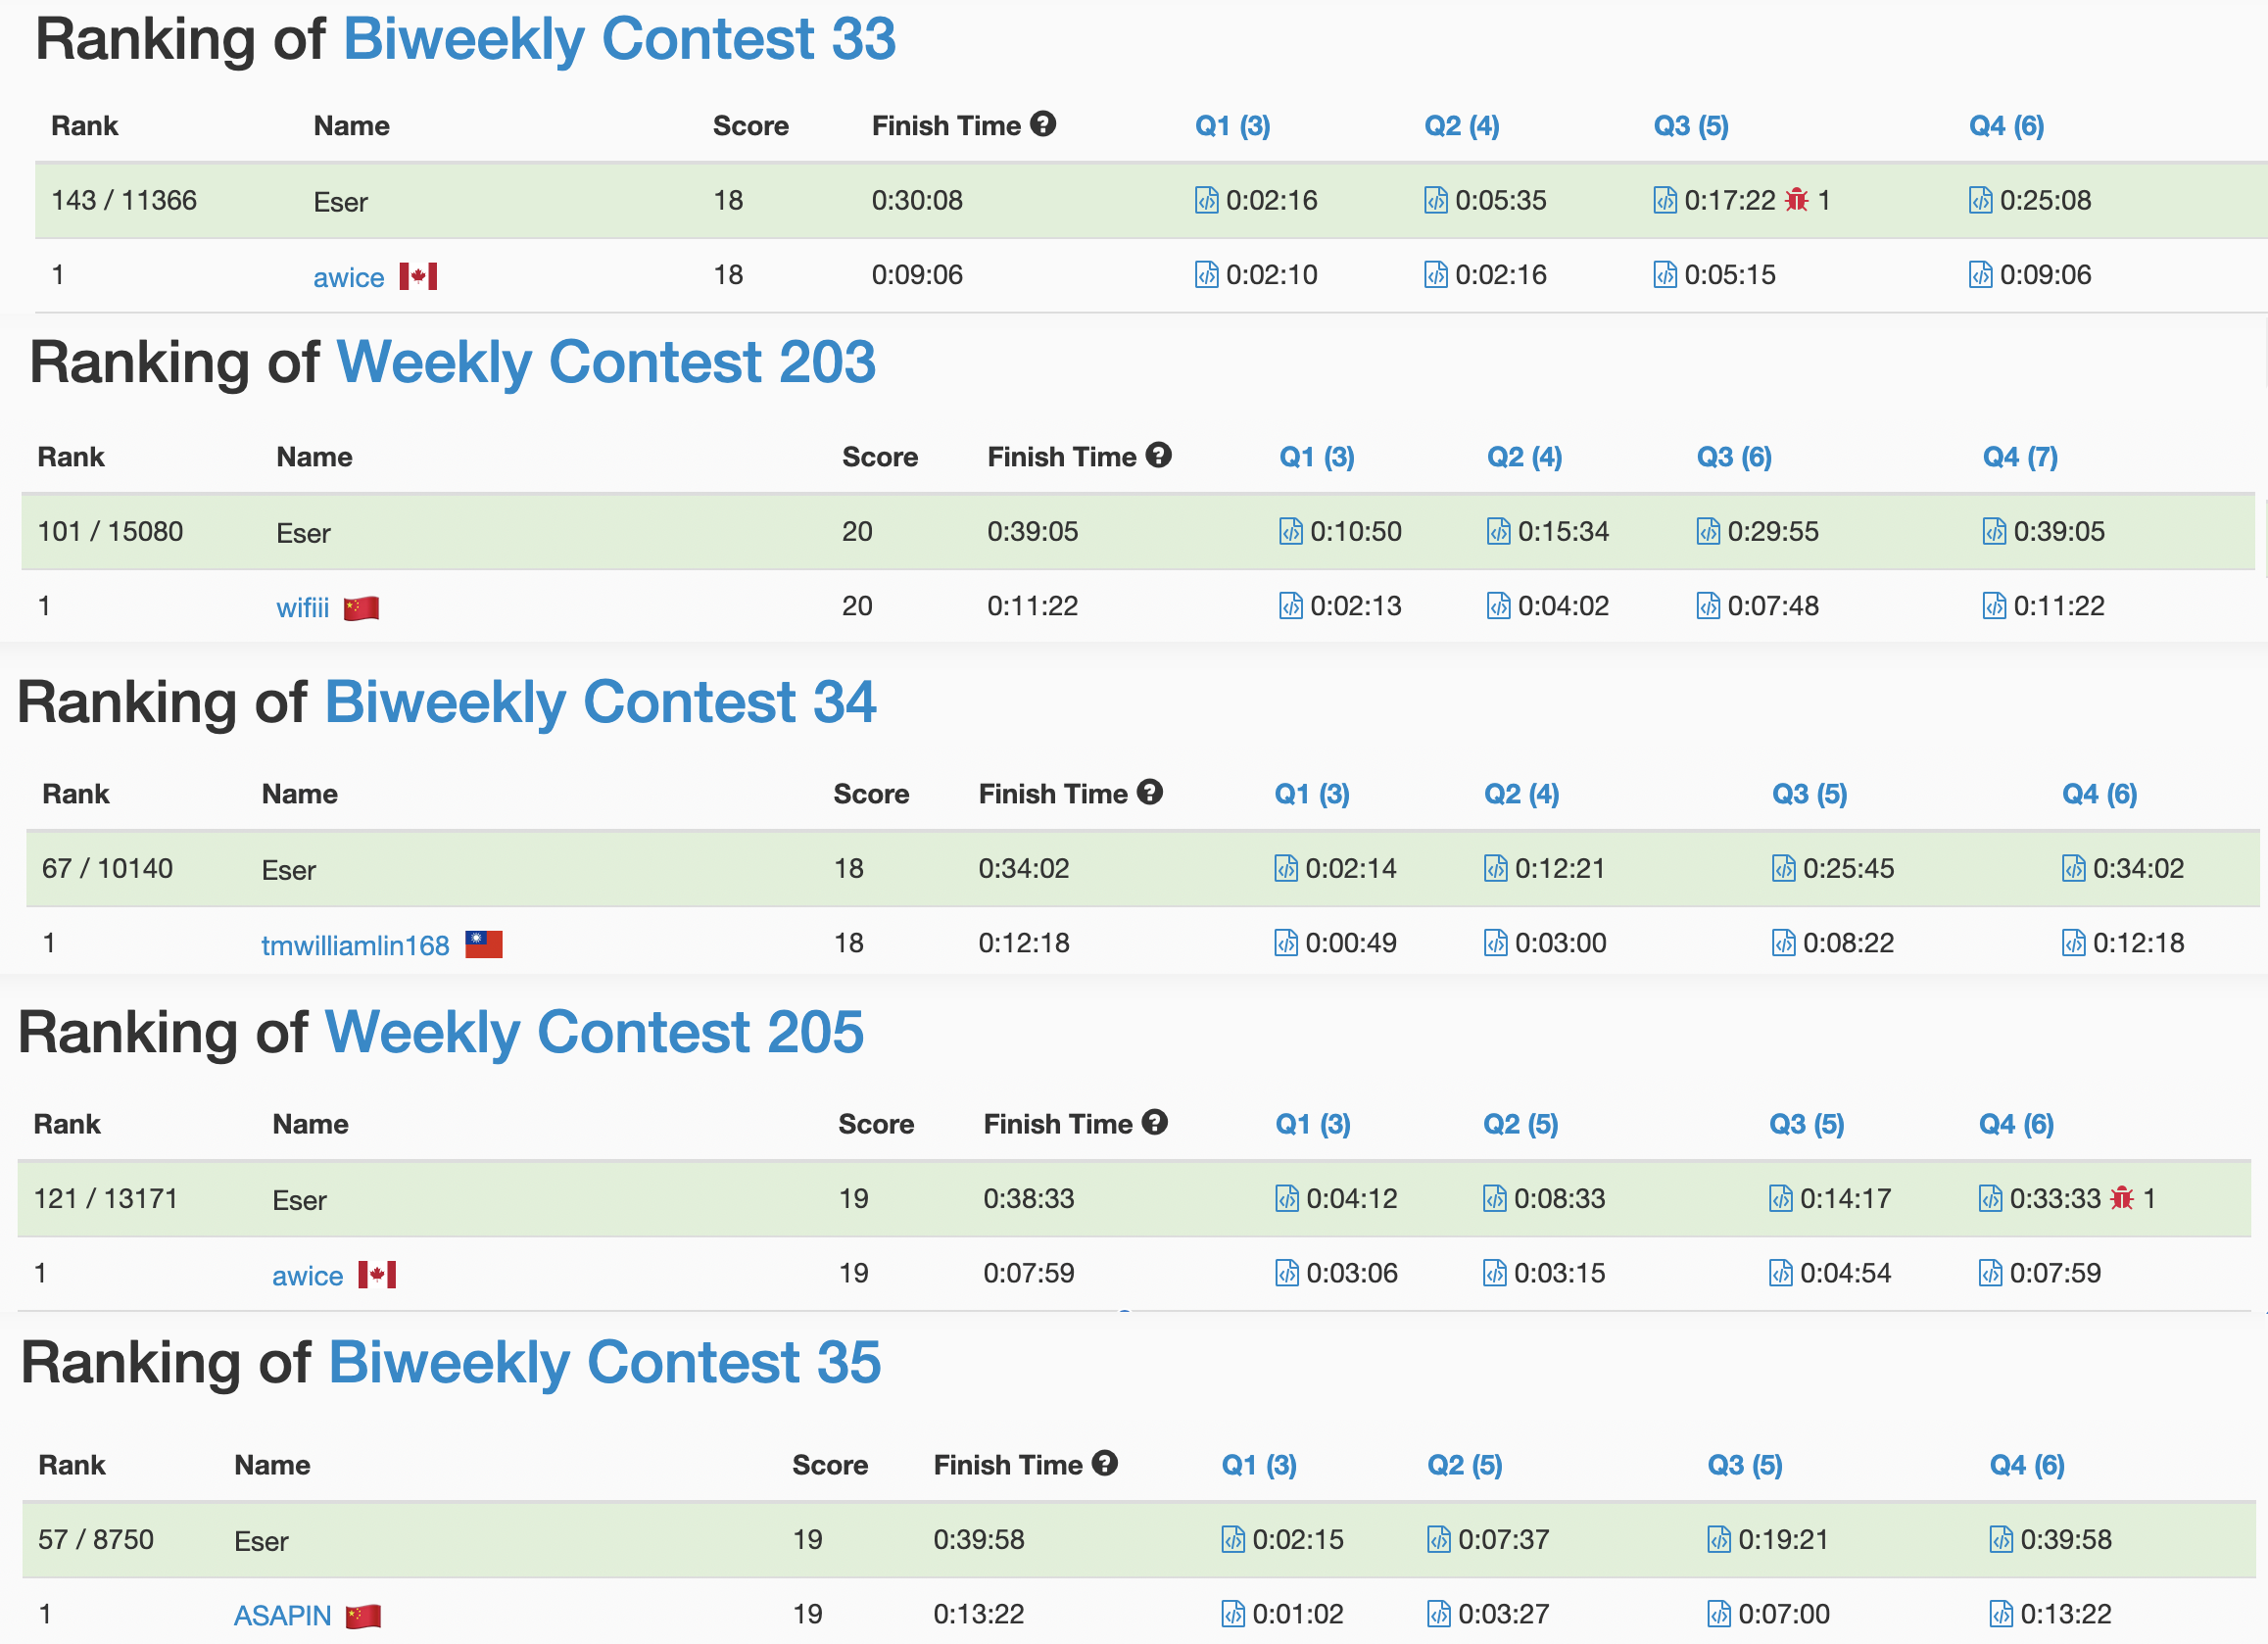 Ranking of Biweekly Contest 33
Rank Name Score Finish Time ? Q1 (3) Q2 (4) Q3 (5) Q4 (6)
143 / 11366 Eser 18 0:30:08 0:02:16 0:05:35 0:17:22 1 0:25:08
1 awice 18 0:09:06 0:02:10 0:02:16 0:05:15 0:09:06
Ranking of Weekly Contest 203
Rank Name Score Finish Time ? Q1 (3) Q2 (4) Q3 (6) Q4 (7)
101 / 15080 Eser 20 0:39:05 0:10:50 0:15:34 0:29:55 0:39:05
1 wifiii 20 0:11:22 0:02:13 0:04:02 0:07:48 0:11:22
Ranking of Biweekly Contest 34
Rank Name Score Finish Time ? Q1 (3) Q2 (4) Q3 (5) Q4 (6)
67 / 10140 Eser 18 0:34:02 0:02:14 0:12:21 0:25:45 0:34:02
1 tmwilliamlin168 18 0:12:18 0:00:49 0:03:00 0:08:22 0:12:18
Ranking of Weekly Contest 205
Rank Name Score Finish Time ? Q1 (3) Q2 (5) Q3 (5) Q4 (6)
121 / 13171 Eser 19 0:38:33 0:04:12 0:08:33 0:14:17 0:33:33 1
1 awice 19 0:07:59 0:03:06 0:03:15 0:04:54 0:07:59
Ranking of Biweekly Contest 35
Rank Name Score Finish Time ? Q1 (3) Q2 (5) Q3 (5) Q4 (6)
57 / 8750 Eser 19 0:39:58 0:02:15 0:07:37 0:19:21 0:39:58
1 ASAPIN 19 0:13:22 0:01:02 0:03:27 0:07:00 0:13:22